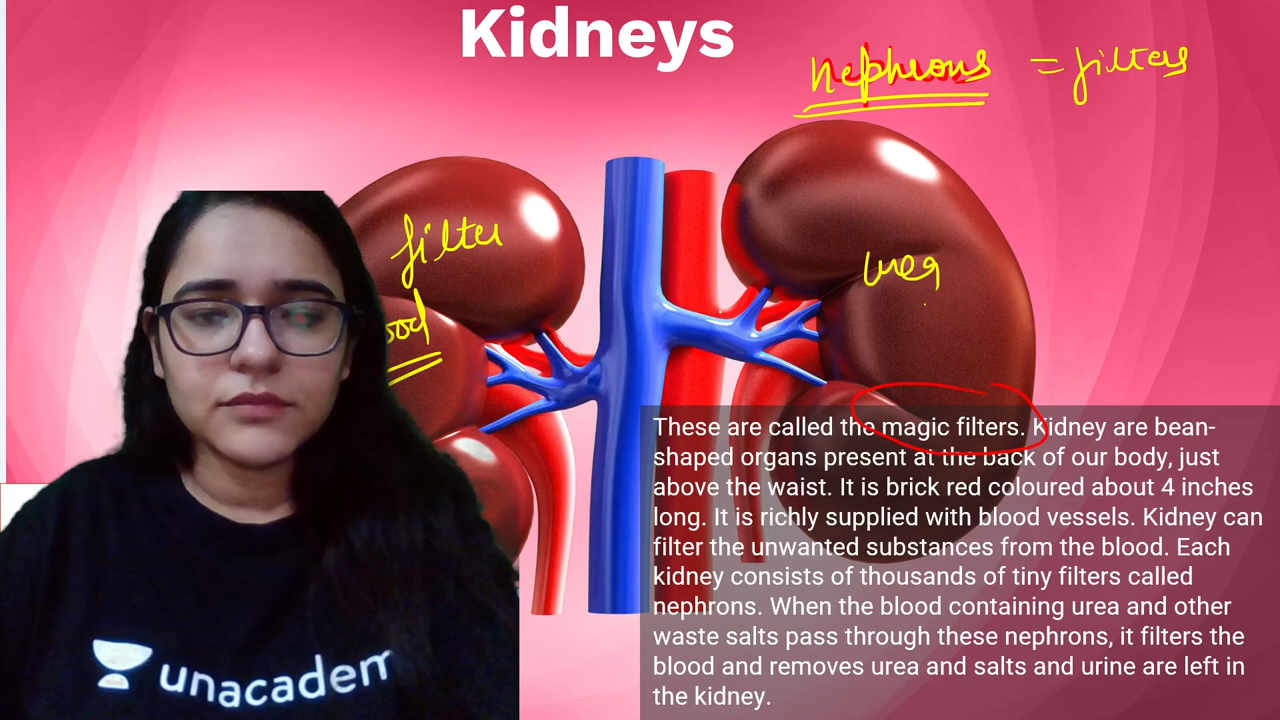 Kidneys
nephrons = filters
filter
ood
urea
These are called the magic filters. Kidney are bean-
shaped organs present at the back of our body, just
above the waist. It is brick red coloured about 4 inches
long. It is richly supplied with blood vessels. Kidney can
filter the unwanted substances from the blood. Each
kidney consists of thousands of tiny filters called
nephrons. When the blood containing urea and other
waste salts pass through these nephrons, it filters the
blood and removes urea and salts and urine are left in
the kidney.
unacadem